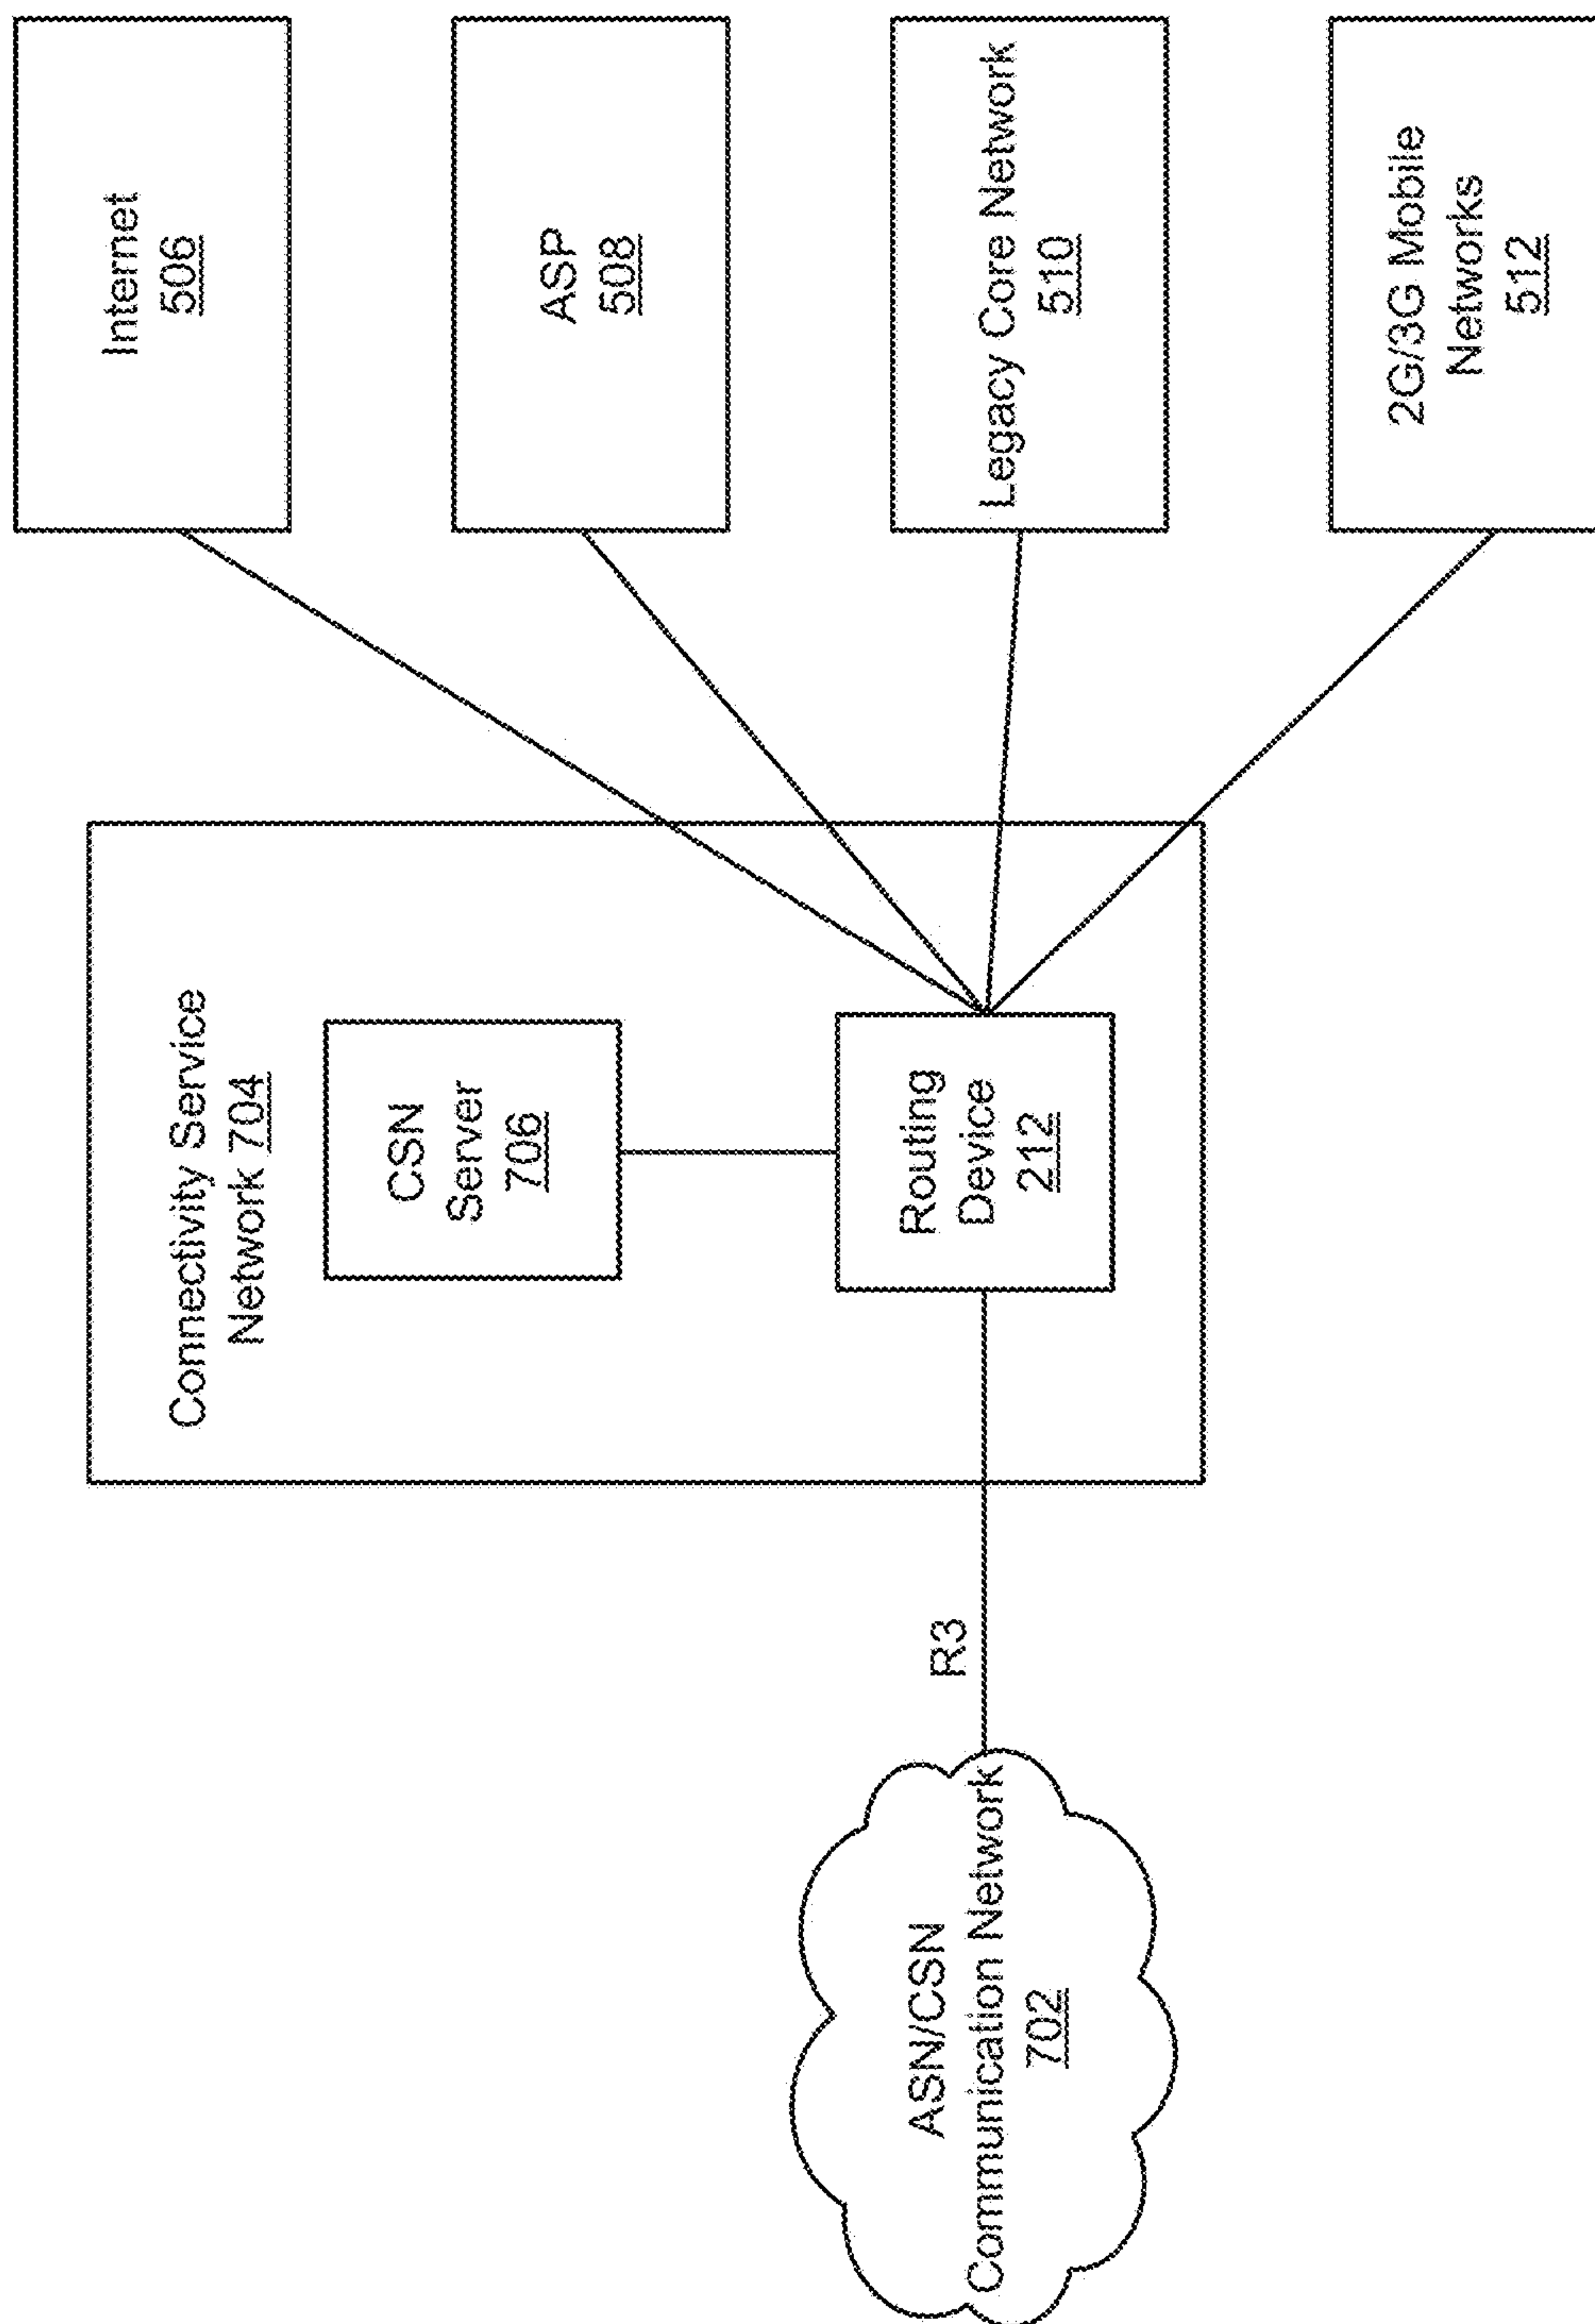 ASN/CSN
Communication Network
702
R3
Connectivity Service
Network 704
CSN
Server
706
Routing
Device
212
Internet
506
ASP
508
Legacy Core Network
510
2G/3G Mobile
Networks
512